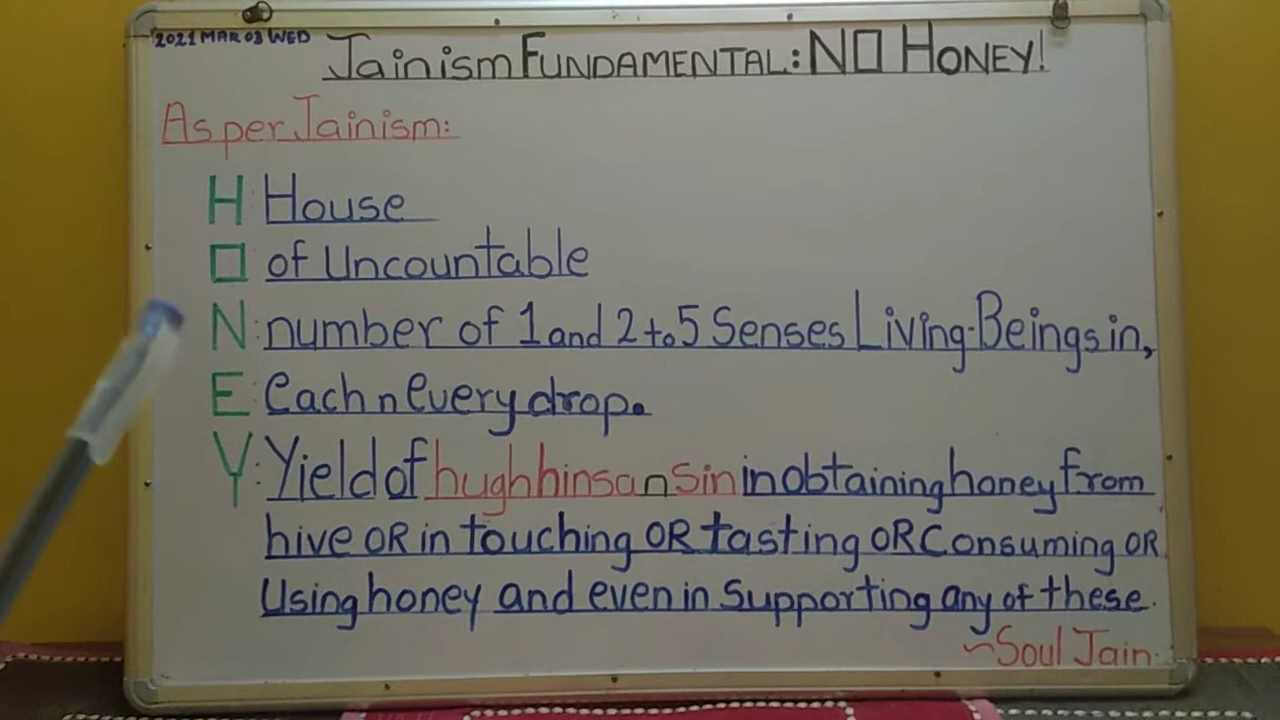 2021 MAR 03 WED
Jainism FUNDAMENTAL: NO HONEY!
As per Jainism:
H: House
O: of Uncountable
N: number of 1 and 2 to 5 Senses Living-Beings in,
E: Each n Every drop.
Y: Yield of hugh hinsa n Sin in obtaining honey from
hive OR in touching OR tasting OR Consuming OR
Using honey and even in Supporting any of these.
~Soul Jain.